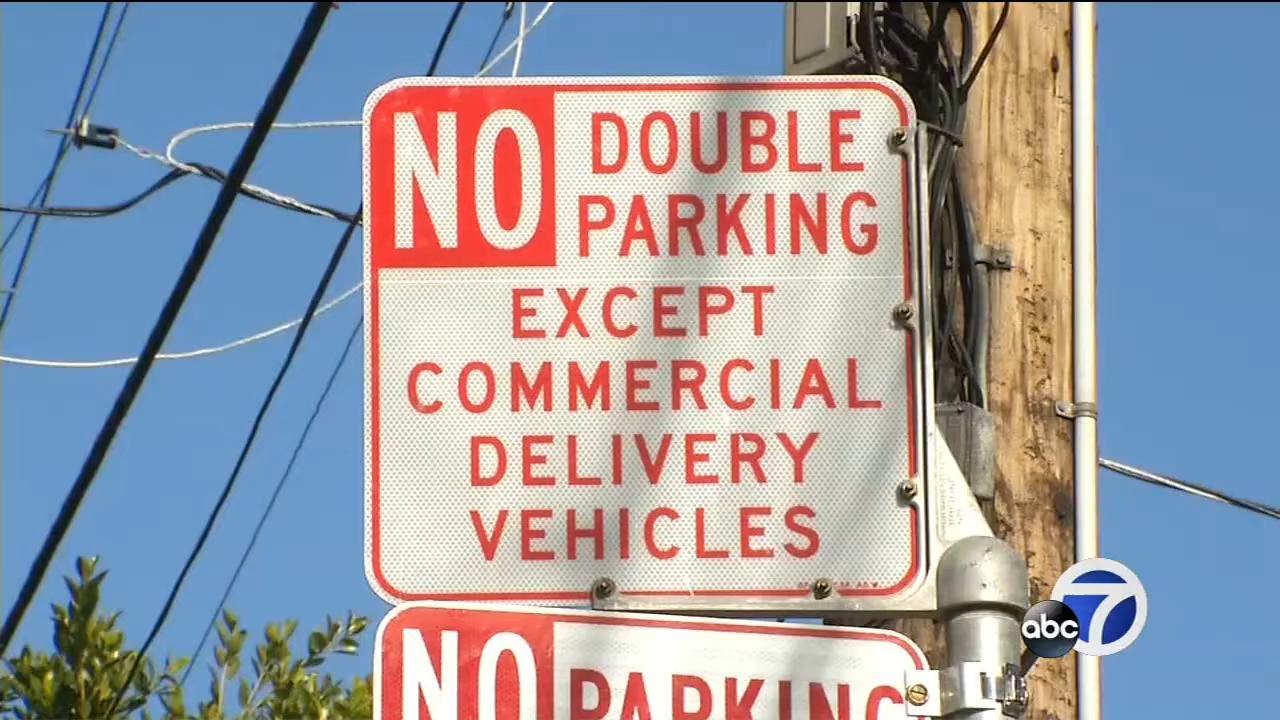 NO DOUBLE
PARKING
EXCEPT
COMMERCIAL
DELIVERY
VEHICLES
NO PARKING
abc 7